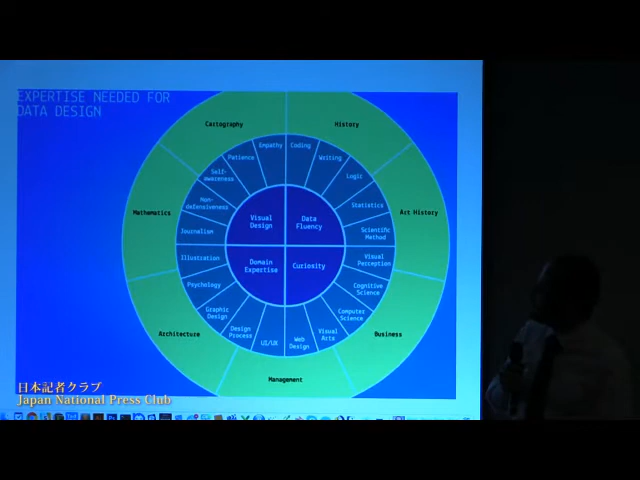 EXPERTISE NEEDED FOR
DATA DESIGN
Cartography
History
Mathematics
Art History
Architecture
Business
Management
Empathy
Coding
Patience
Writing
Self-
awareness
Logic
Non-
defensiveness
Statistics
Journalism
Scientific
Method
Illustration
Visual
Perception
Psychology
Cognitive
Science
Graphic
Design
Computer
Science
Design
Process
Visual
Arts
UI/UX
Web
Design
Visual
Design
Data
Fluency
Domain
Expertise
Curiosity
日本記者クラブ
Japan National Press Club